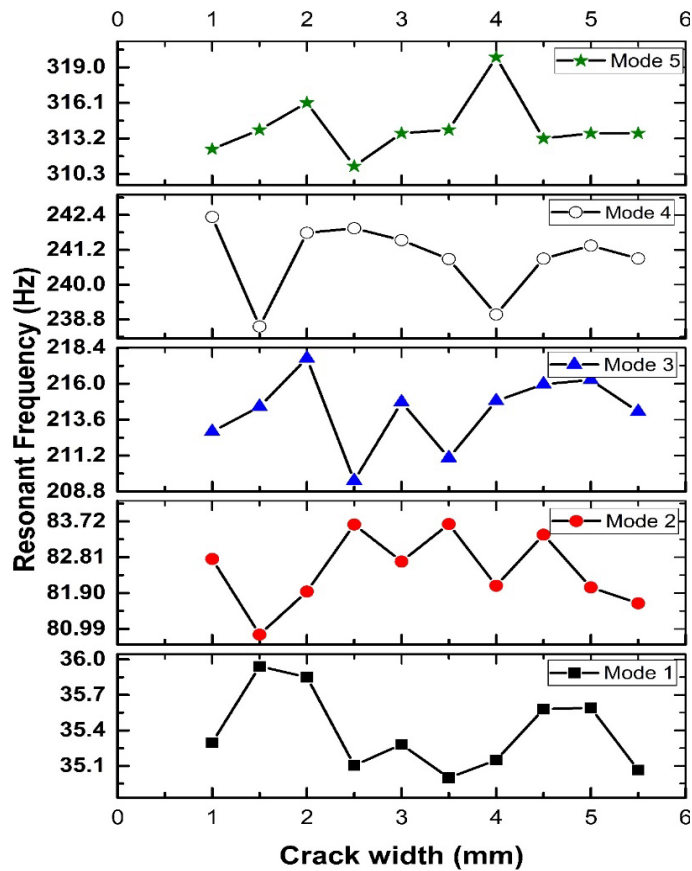 0 1 2 3 4 5 6
Mode 5
319.0
316.1
313.2
310.3
Mode 4
242.4
241.2
240.0
238.8
Mode 3
218.4
216.0
213.6
211.2
208.8
Mode 2
83.72
82.81
81.90
80.99
Mode 1
36.0
35.7
35.4
35.1
0 1 2 3 4 5 6
Resonant Frequency (Hz)
Crack width (mm)